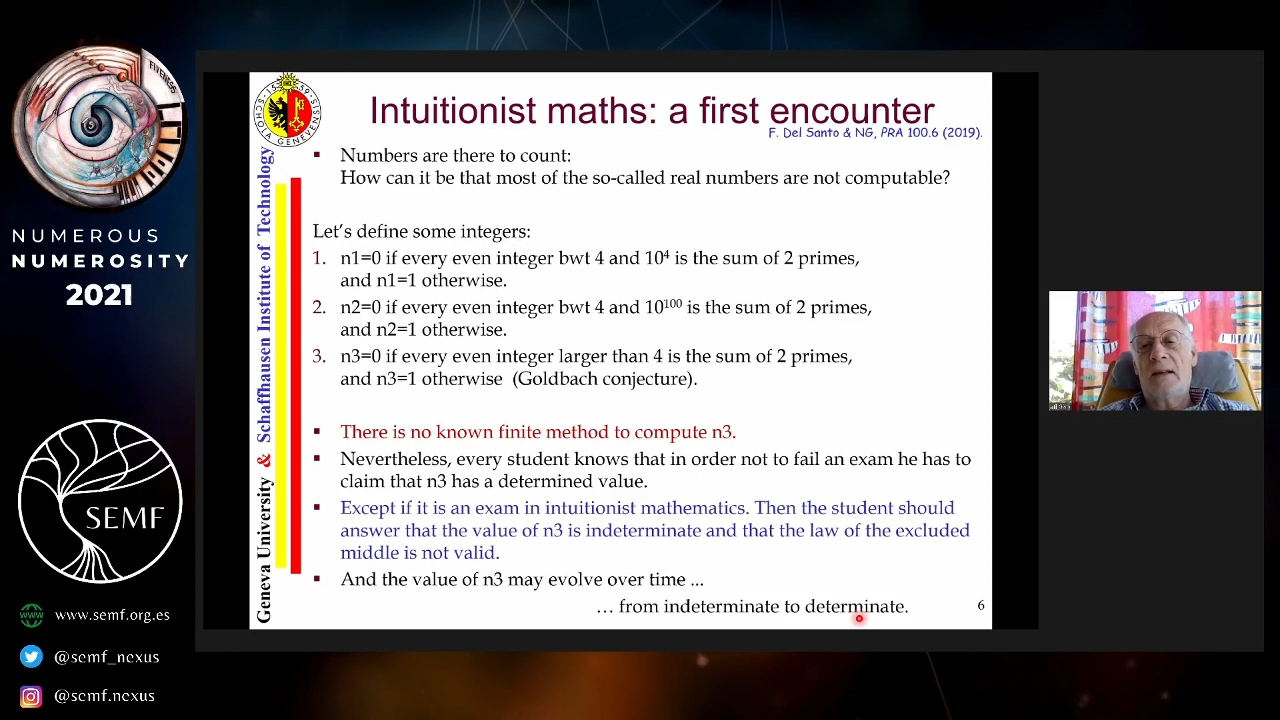 FIVENESS
NUMEROUS
NUMEROSITY
2021
SEMF
www.semf.org.es
@semf_nexus
@semf.nexus
SCHOLA GENEVENSIS
1559
Geneva University & Schaffhausen Institute of Technology
Intuitionist maths: a first encounter
F. Del Santo & NG, PRA 100.6 (2019).
▪ Numbers are there to count:
How can it be that most of the so-called real numbers are not computable?
Let's define some integers:
1. n1=0 if every even integer bwt 4 and 10⁴ is the sum of 2 primes,
and n1=1 otherwise.
2. n2=0 if every even integer bwt 4 and 10¹⁰⁰ is the sum of 2 primes,
and n2=1 otherwise.
3. n3=0 if every even integer larger than 4 is the sum of 2 primes,
and n3=1 otherwise (Goldbach conjecture).
▪ There is no known finite method to compute n3.
▪ Nevertheless, every student knows that in order not to fail an exam he has to
claim that n3 has a determined value.
▪ Except if it is an exam in intuitionist mathematics. Then the student should
answer that the value of n3 is indeterminate and that the law of the excluded
middle is not valid.
▪ And the value of n3 may evolve over time ...
… from indeterminate to determinate.
6